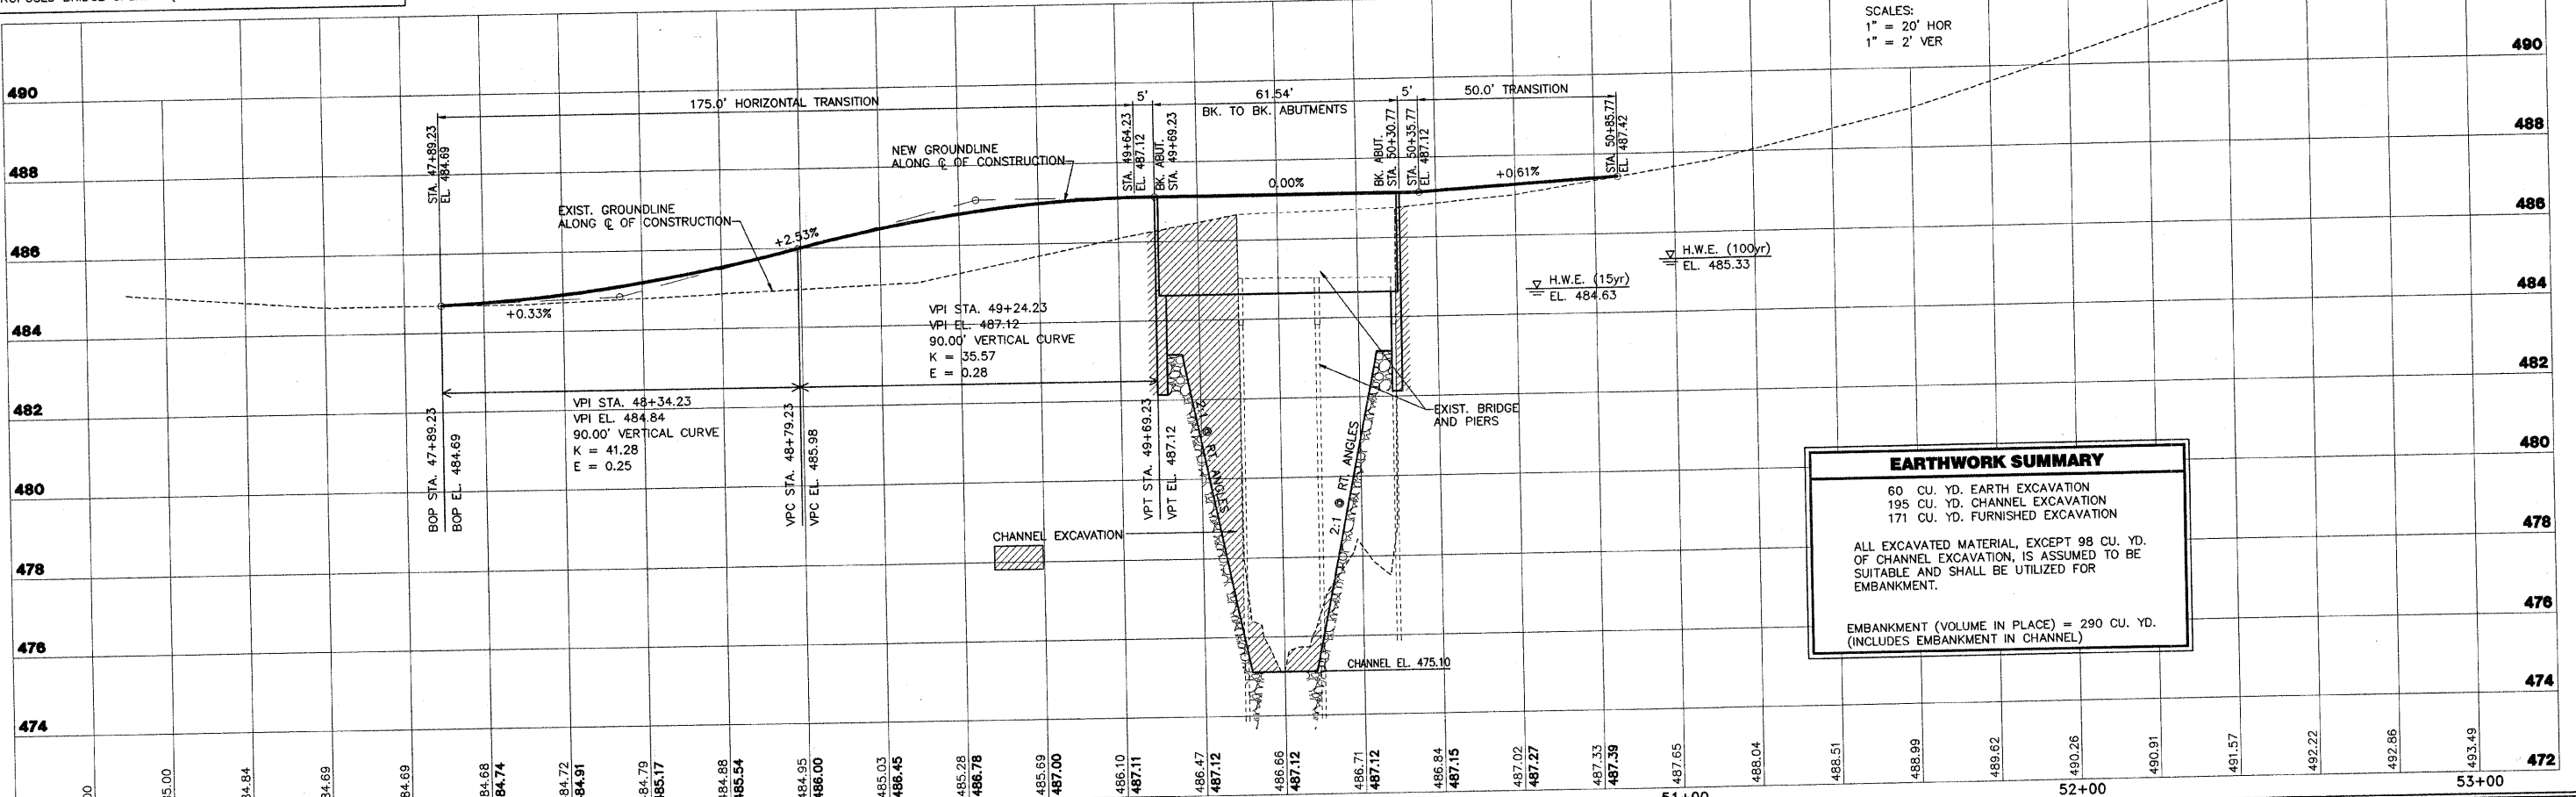 SCALES:
1" = 20' HOR
1" = 2' VER
490
490
175.0' HORIZONTAL TRANSITION
5'
61.54'
BK. TO BK. ABUTMENTS
5'
50.0' TRANSITION
STA. 47+89.23
EL. 484.69
STA. 49+64.23
EL. 487.12
BK. ABUT.
STA. 49+69.23
BK. ABUT.
STA. 50+30.77
STA. 50+35.77
EL. 487.12
STA. 50+85.77
EL. 487.42
488
488
NEW GROUNDLINE
ALONG ℄ OF CONSTRUCTION
0.00%
+0.61%
EXIST. GROUNDLINE
ALONG ℄ OF CONSTRUCTION
+2.53%
486
486
H.W.E. (100yr)
EL. 485.33
H.W.E. (15yr)
EL. 484.63
+0.33%
484
484
VPI STA. 49+24.23
VPI EL. 487.12
90.00' VERTICAL CURVE
K = 35.57
E = 0.28
482
482
VPI STA. 48+34.23
VPI EL. 484.84
90.00' VERTICAL CURVE
K = 41.28
E = 0.25
BOP STA. 47+89.23
BOP EL. 484.69
VPC STA. 48+79.23
VPC EL. 485.98
VPT STA. 49+69.23
VPT EL. 487.12
2:1 @ RT. ANGLES
2:1 @ RT. ANGLES
EXIST. BRIDGE
AND PIERS
480
480
CHANNEL EXCAVATION
478
478
EARTHWORK SUMMARY
60 CU. YD. EARTH EXCAVATION
195 CU. YD. CHANNEL EXCAVATION
171 CU. YD. FURNISHED EXCAVATION
ALL EXCAVATED MATERIAL, EXCEPT 98 CU. YD.
OF CHANNEL EXCAVATION, IS ASSUMED TO BE
SUITABLE AND SHALL BE UTILIZED FOR
EMBANKMENT.
EMBANKMENT (VOLUME IN PLACE) = 290 CU. YD.
(INCLUDES EMBANKMENT IN CHANNEL)
476
476
CHANNEL EL. 475.10
474
474
472
00
85.00
84.84
84.69
484.69
484.68
84.74
484.72
84.91
484.79
485.17
484.88
485.54
484.95
486.00
485.03
486.45
485.28
486.78
485.69
487.00
486.10
487.11
486.47
487.12
486.66
487.12
486.71
487.12
486.84
487.15
487.02
487.27
487.33
487.39
487.65
488.04
488.51
488.99
489.62
490.26
490.91
491.57
492.22
492.86
493.49
51+00
52+00
53+00